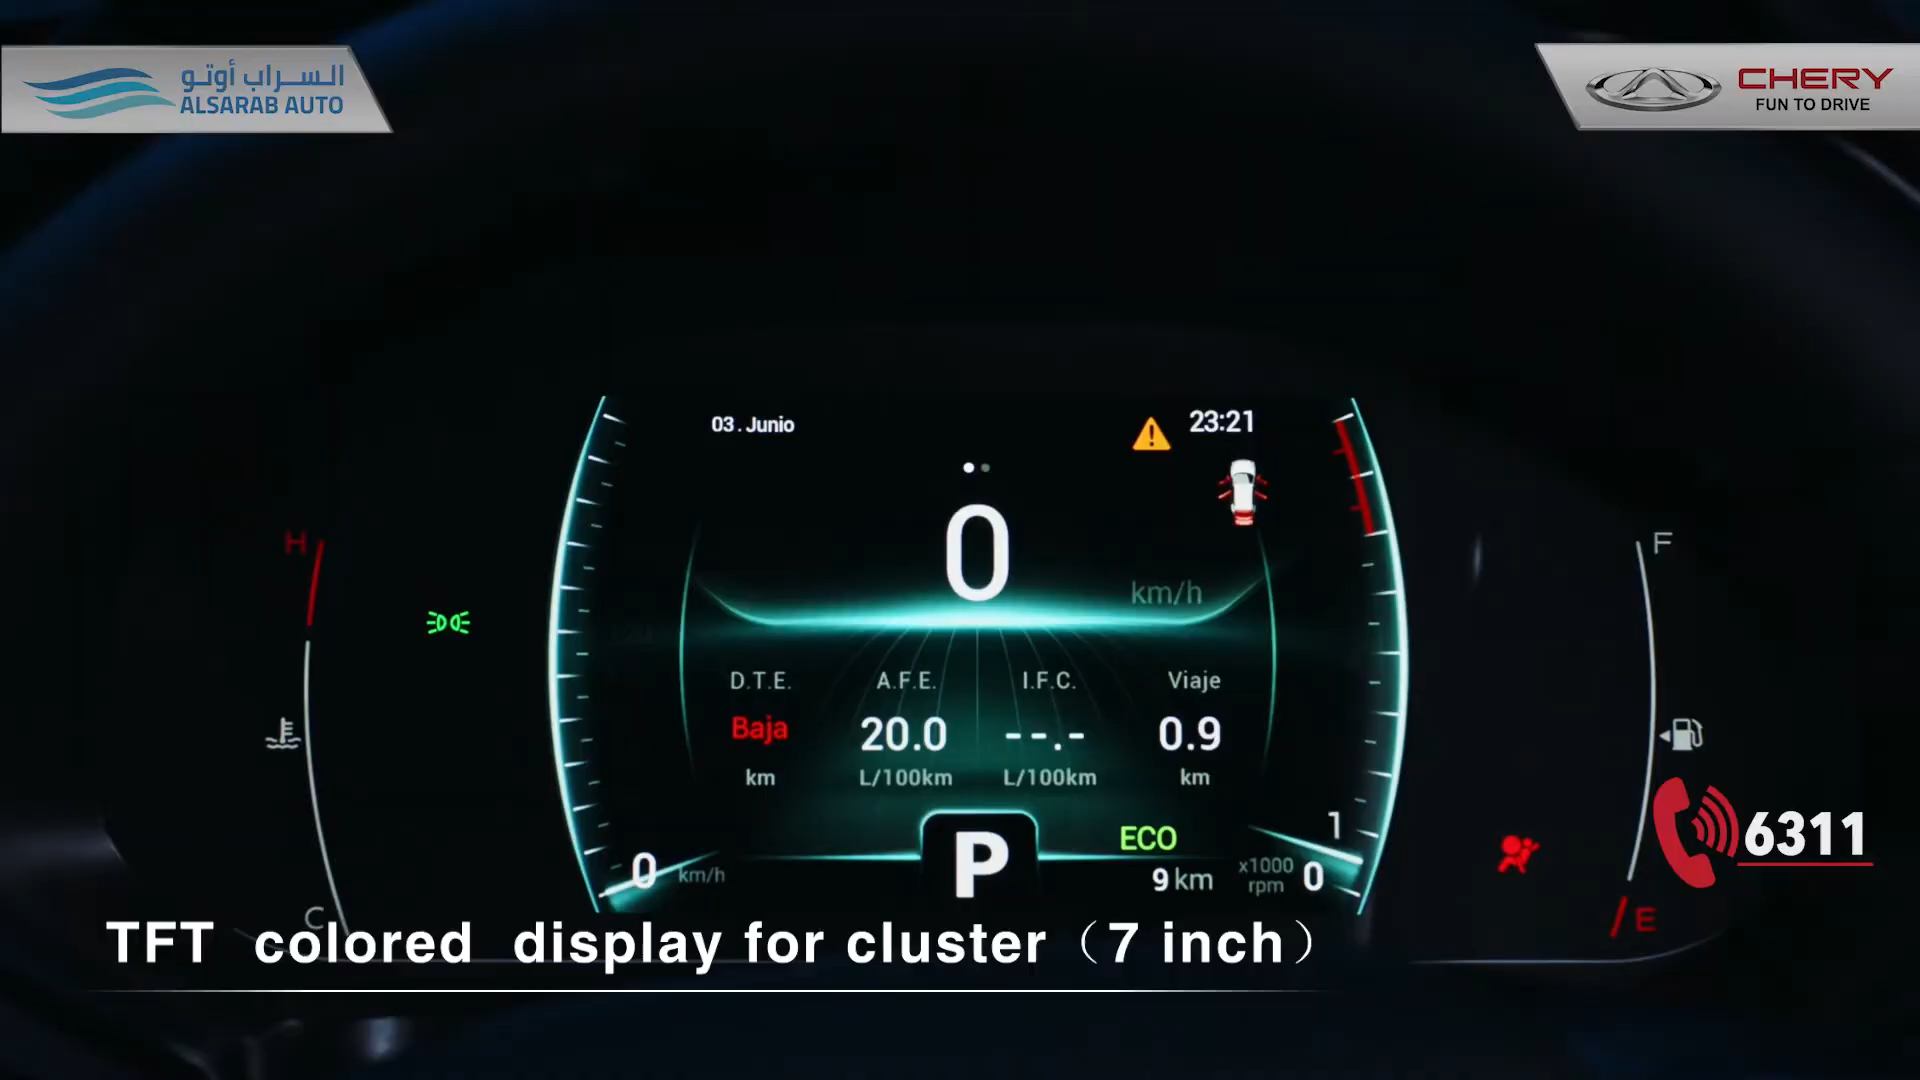 السراب أوتو
ALSARAB AUTO
CHERY
FUN TO DRIVE
03.Junio
23:21
0
km/h
H
F
D.T.E.
A.F.E.
I.F.C.
Viaje
Baja
20.0
--.-
0.9
km
L/100km
L/100km
km
6311
ECO
1
0
km/h
P
9 km
x1000
rpm
0
C
E
TFT colored display for cluster（7 inch）